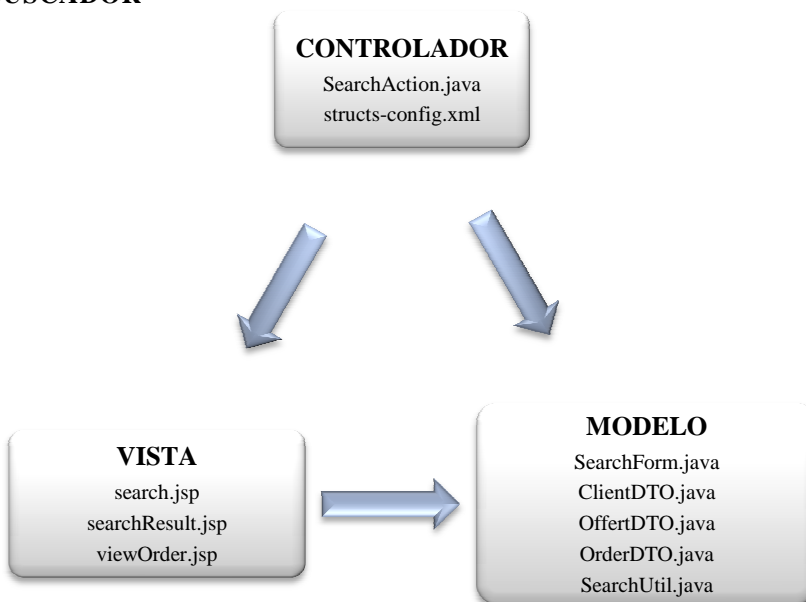 USCADOR
CONTROLADOR
SearchAction.java
structs-config.xml
VISTA
search.jsp
searchResult.jsp
viewOrder.jsp
MODELO
SearchForm.java
ClientDTO.java
OffertDTO.java
OrderDTO.java
SearchUtil.java